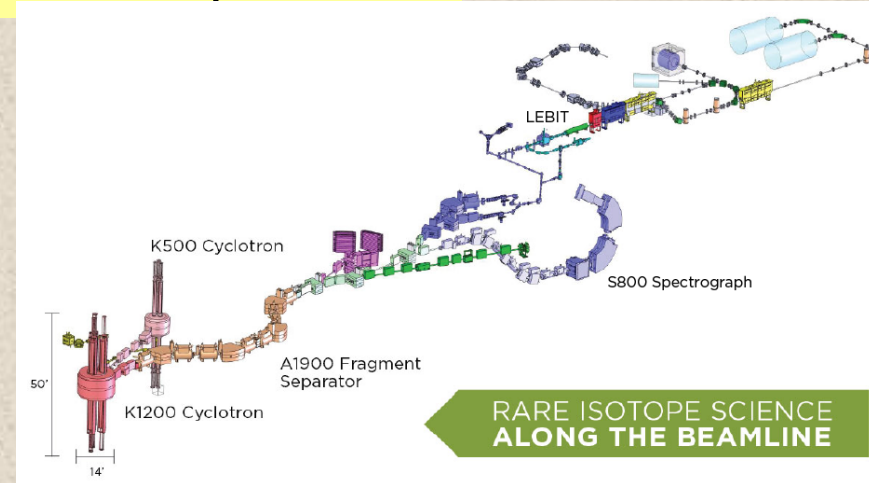 LEBIT
K500 Cyclotron
S800 Spectrograph
A1900 Fragment
Separator
50'
K1200 Cyclotron
14'
RARE ISOTOPE SCIENCE
ALONG THE BEAMLINE